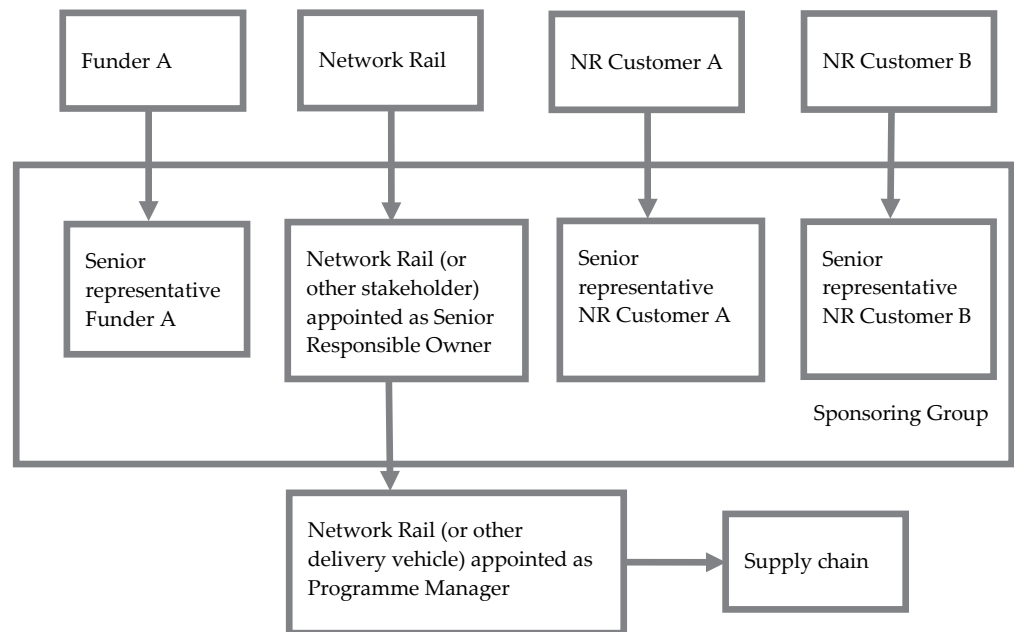 Funder A
Network Rail
NR Customer A
NR Customer B
Senior
representative
Funder A
Network Rail (or
other stakeholder)
appointed as Senior
Responsible Owner
Senior
representative
NR Customer A
Senior
representative
NR Customer B
Sponsoring Group
Network Rail (or other
delivery vehicle) appointed as
Programme Manager
Supply chain